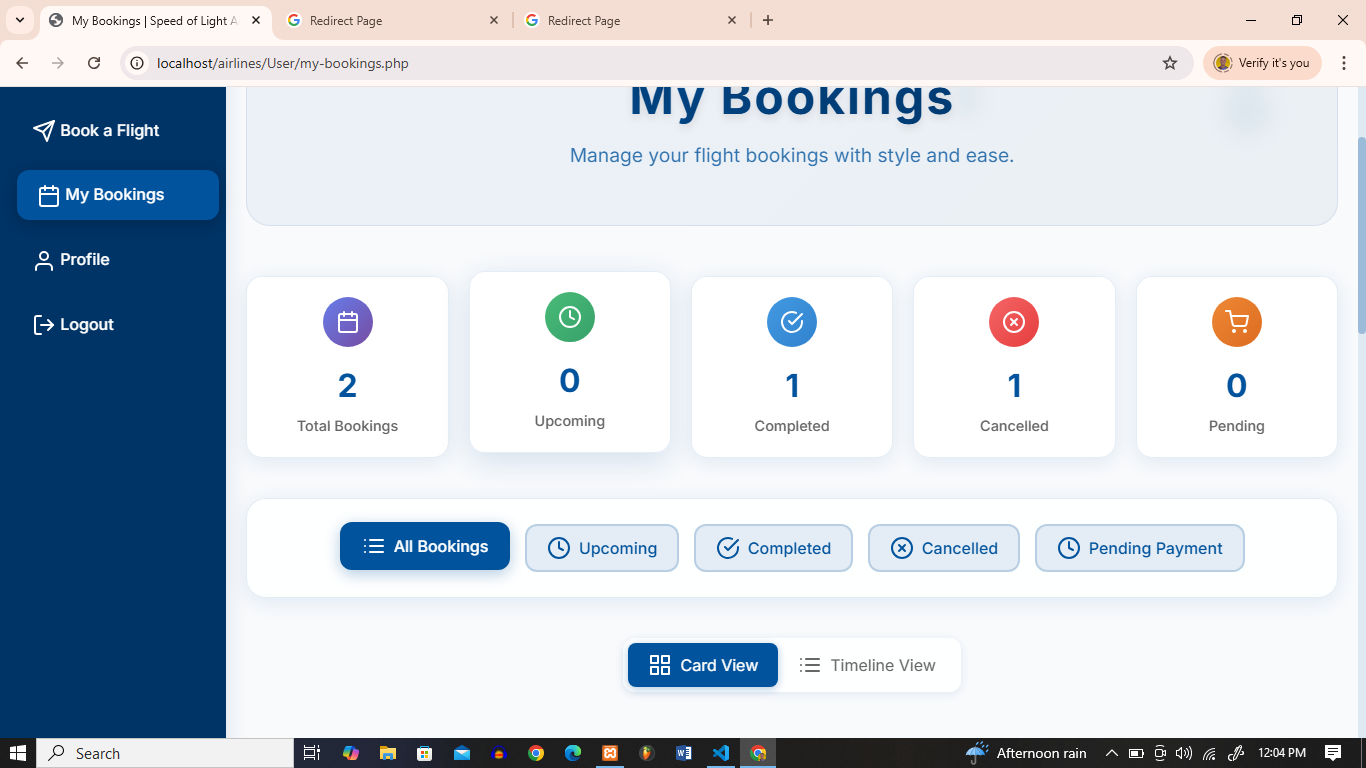 My Bookings | Speed of Light A
Redirect Page
Redirect Page
localhost/airlines/User/my-bookings.php
Verify it's you
Book a Flight
My Bookings
Profile
Logout
My Bookings
Manage your flight bookings with style and ease.
2
Total Bookings
0
Upcoming
1
Completed
1
Cancelled
0
Pending
All Bookings
Upcoming
Completed
Cancelled
Pending Payment
Card View
Timeline View
Search
Afternoon rain
12:04 PM